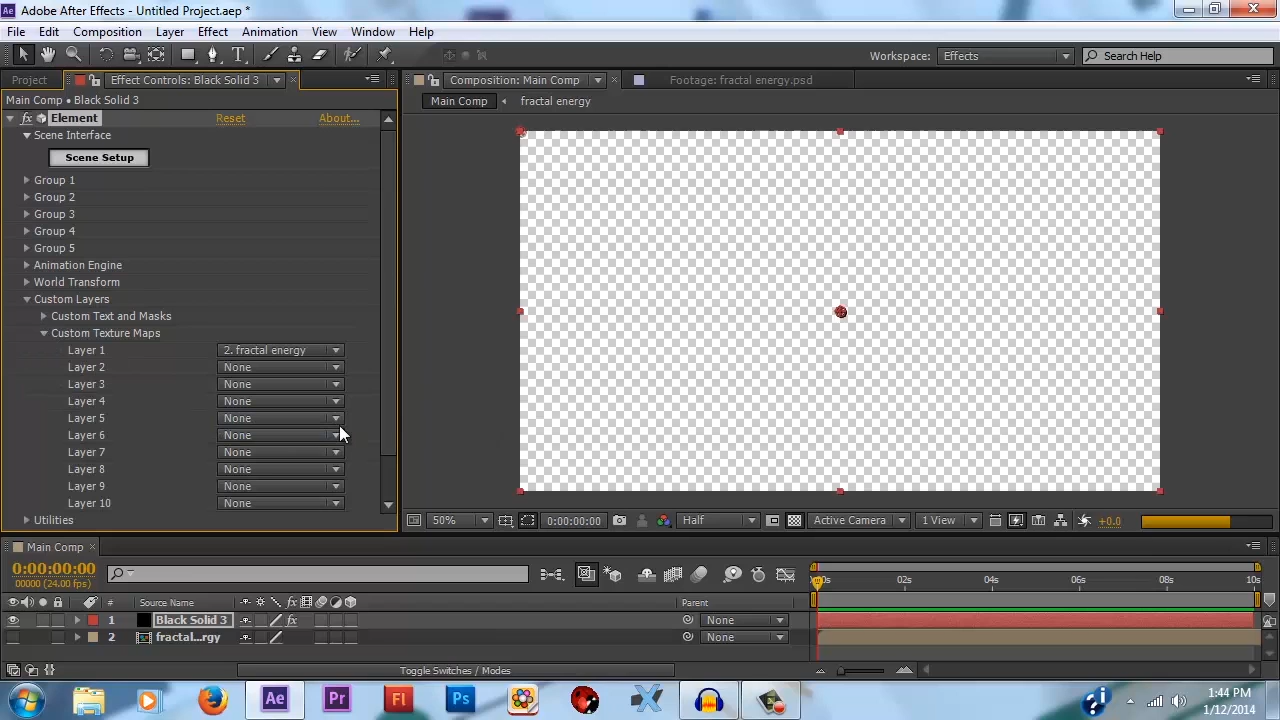 Ae Adobe After Effects - Untitled Project.aep *
File Edit Composition Layer Effect Animation View Window Help
Workspace: Effects Search Help
Project Effect Controls: Black Solid 3 Composition: Main Comp Footage: fractal energy.psd
Main Comp • Black Solid 3 Main Comp fractal energy
fx Element Reset About...
Scene Interface
Scene Setup
Group 1
Group 2
Group 3
Group 4
Group 5
Animation Engine
World Transform
Custom Layers
Custom Text and Masks
Custom Texture Maps
Layer 1 2. fractal energy
Layer 2 None
Layer 3 None
Layer 4 None
Layer 5 None
Layer 6 None
Layer 7 None
Layer 8 None
Layer 9 None
Layer 10 None
Utilities
50% 0:00:00:00 Half Active Camera 1 View +0.0
Main Comp
0:00:00:00
00000 (24.00 fps)
02s 04s 06s 08s 10s
# Source Name fx Parent
1 Black Solid 3 fx None
2 fractal...rgy None
Toggle Switches / Modes
Ae Pr Fl Ps
1:44 PM
1/12/2014